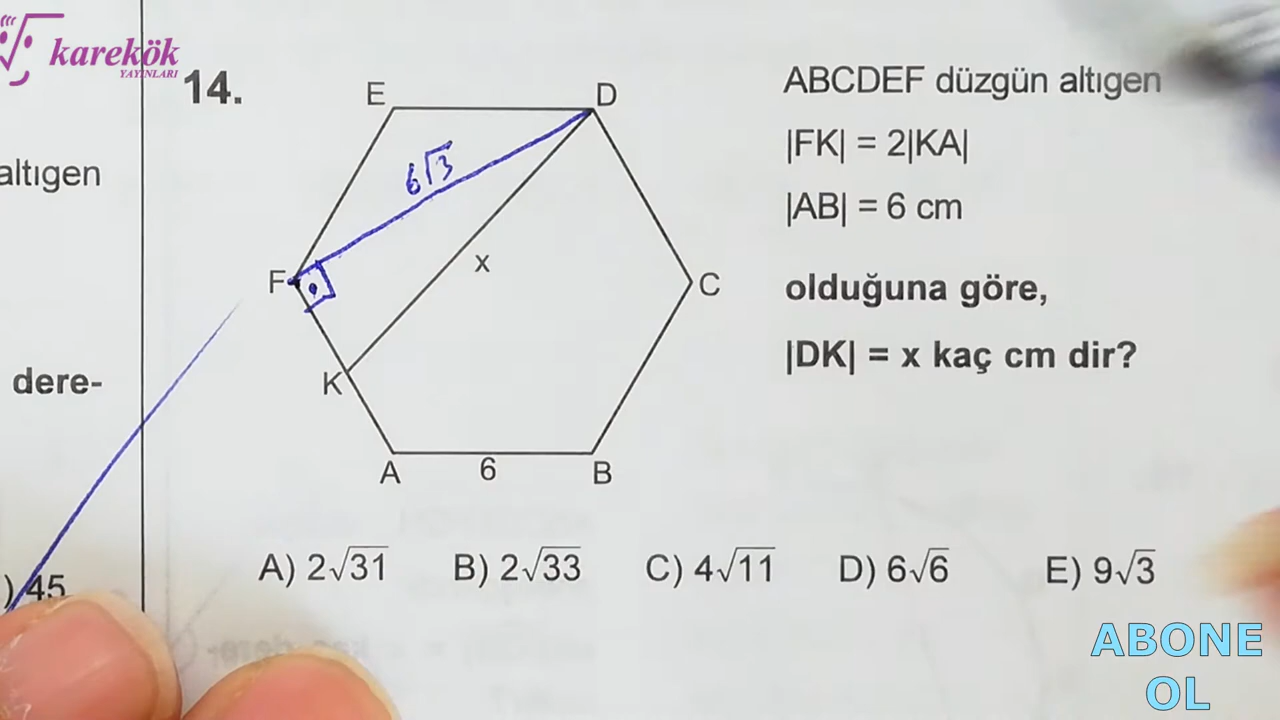 karekök
YAYINLARI
altıgen
dere-
) 45
14.
E
D
6√3
F
x
C
K
A
6
B
ABCDEF düzgün altıgen
|FK| = 2|KA|
|AB| = 6 cm
olduğuna göre,
|DK| = x kaç cm dir?
A) 2√31 B) 2√33 C) 4√11 D) 6√6 E) 9√3
ABONE
OL